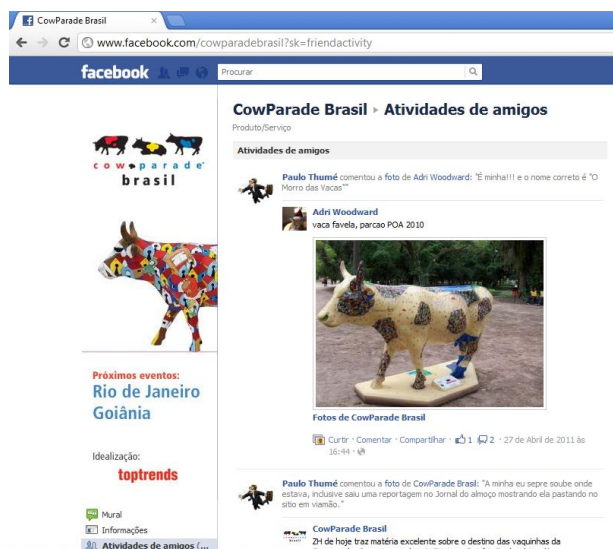 CowParade Brasil
www.facebook.com/cowparadebrasil?sk=friendactivity
facebook
Procurar
cow parade
brasil
Próximos eventos:
Rio de Janeiro
Goiânia
Idealização:
toptrends
Mural
Informações
Atividades de amigos (...
CowParade Brasil ▸ Atividades de amigos
Produto/Serviço
Atividades de amigos
Paulo Thumé comentou a foto de Adri Woodward: "É minha!!! e o nome correto é "O
Morro das Vacas""
Adri Woodward
vaca favela, parcao POA 2010
Fotos de CowParade Brasil
Curtir · Comentar · Compartilhar · 1 2 · 27 de Abril de 2011 às
16:44 ·
Paulo Thumé comentou a foto de CowParade Brasil: "A minha eu sepre soube onde
estava, inclusive saiu uma reportagem no Jornal do almoço mostrando ela pastando no
sitio em viamão."
CowParade Brasil
ZH de hoje traz matéria excelente sobre o destino das vaquinhas da